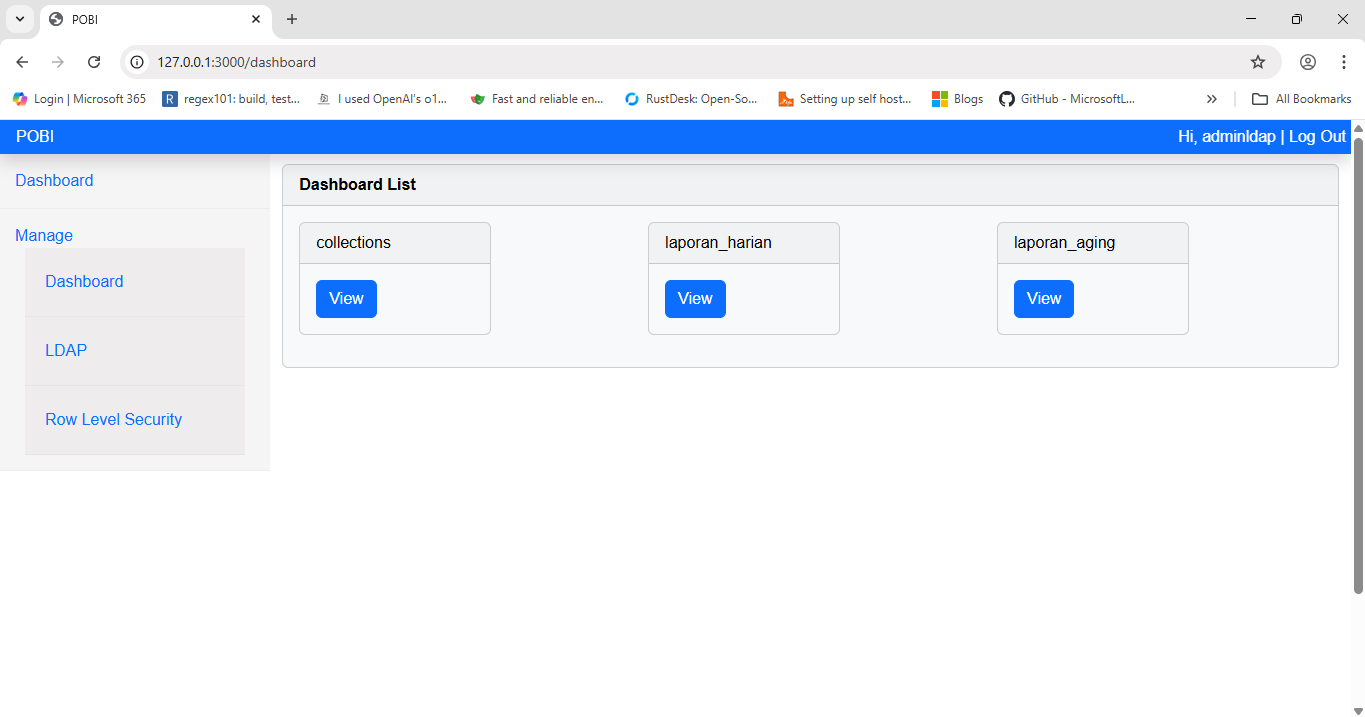 POBI
127.0.0.1:3000/dashboard
Login | Microsoft 365
regex101: build, test...
I used OpenAI's o1...
Fast and reliable en...
RustDesk: Open-So...
Setting up self host...
Blogs
GitHub - MicrosoftL...
All Bookmarks
POBI
Hi, adminldap | Log Out
Dashboard
Manage
Dashboard
LDAP
Row Level Security
Dashboard List
collections
View
laporan_harian
View
laporan_aging
View